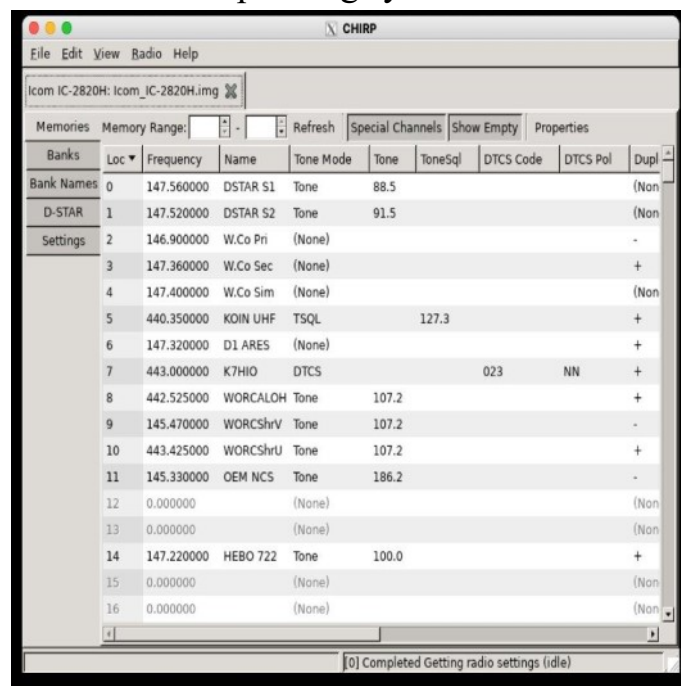 CHIRP
File Edit View Radio Help
Icom IC-2820H: Icom_IC-2820H.img
Memories Memory Range: - Refresh Special Channels Show Empty Properties
Banks
Bank Names
D-STAR
Settings
Loc Frequency Name Tone Mode Tone ToneSql DTCS Code DTCS Pol Dupl
0 147.560000 DSTAR S1 Tone 88.5 (Non
1 147.520000 DSTAR S2 Tone 91.5 (Non
2 146.900000 W.Co Pri (None) -
3 147.360000 W.Co Sec (None) +
4 147.400000 W.Co Sim (None) (Non
5 440.350000 KOIN UHF TSQL 127.3 +
6 147.320000 D1 ARES (None) +
7 443.000000 K7HIO DTCS 023 NN +
8 442.525000 WORCALOH Tone 107.2 +
9 145.470000 WORCShrV Tone 107.2 -
10 443.425000 WORCShrU Tone 107.2 +
11 145.330000 OEM NCS Tone 186.2 -
12 0.000000 (None) (Non
13 0.000000 (None) (Non
14 147.220000 HEBO 722 Tone 100.0 +
15 0.000000 (None) (Non
16 0.000000 (None) (Non
[0] Completed Getting radio settings (idle)